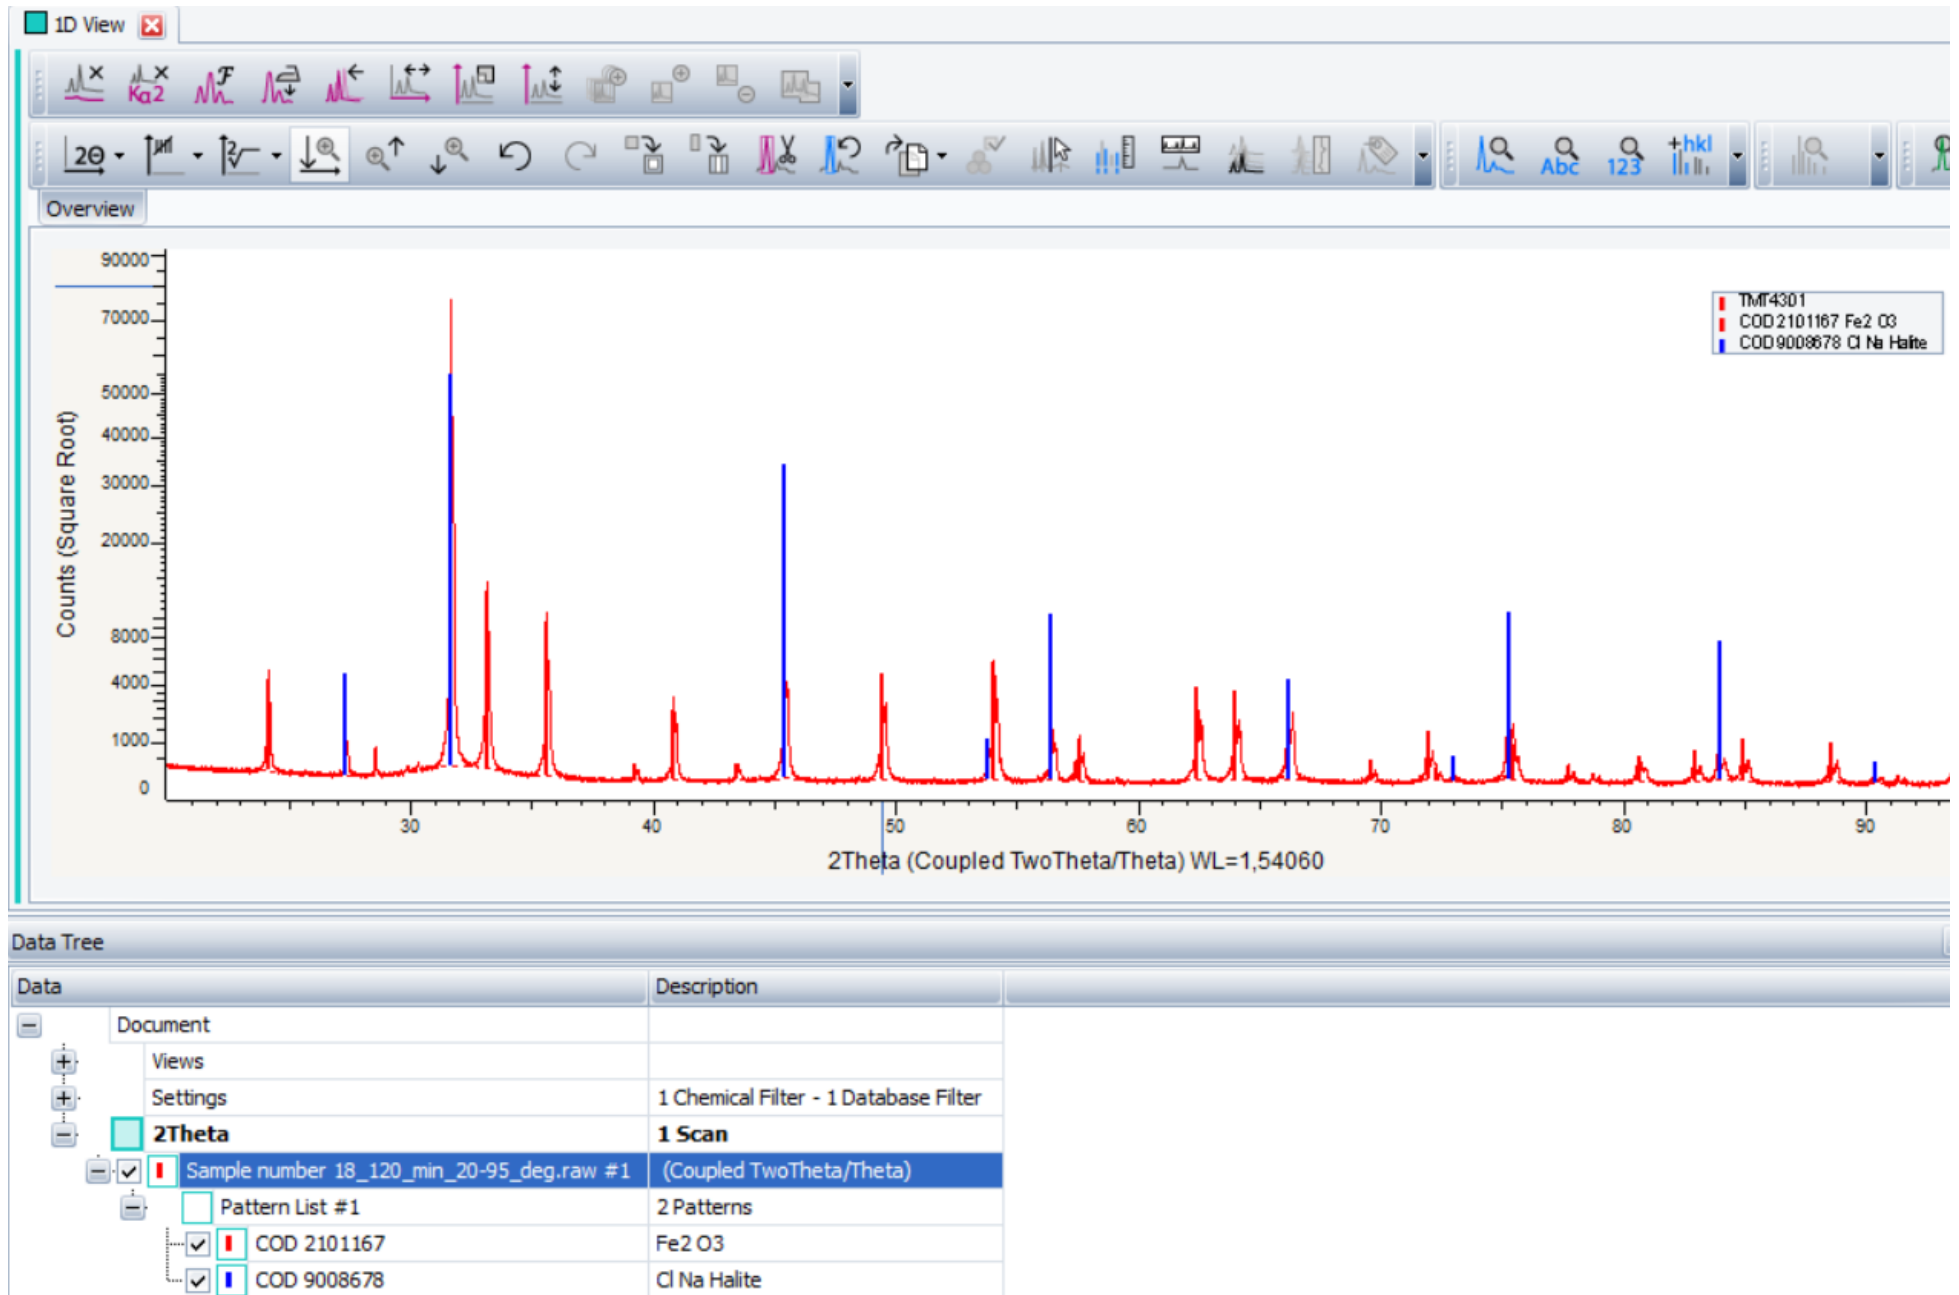 1D View
Kα2
2Θ
Abc
123
+hkl
Overview
90000
70000
50000
40000
30000
20000
8000
4000
1000
0
Counts (Square Root)
TMT4301
COD 2101167 Fe2 O3
COD 9008678 Cl Na Halite
30 40 50 60 70 80 90
2Theta (Coupled TwoTheta/Theta) WL=1,54060
Data Tree
Data Description
Document
Views
Settings 1 Chemical Filter - 1 Database Filter
2Theta 1 Scan
Sample number 18_120_min_20-95_deg.raw #1 (Coupled TwoTheta/Theta)
Pattern List #1 2 Patterns
COD 2101167 Fe2 O3
COD 9008678 Cl Na Halite